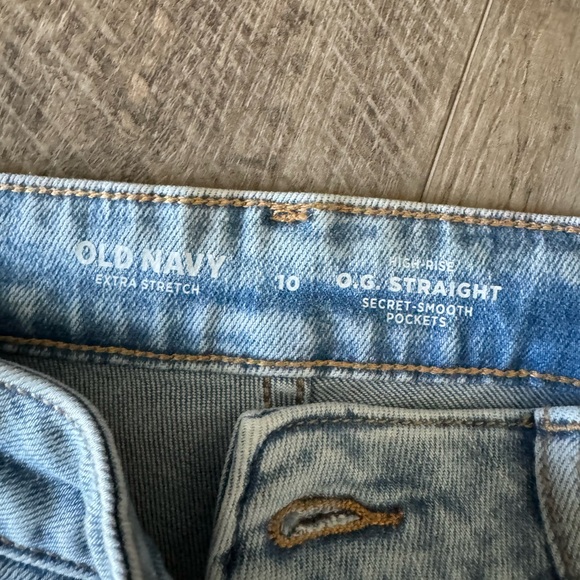 OLD NAVY
EXTRA STRETCH
10
HIGH-RISE
O.G. STRAIGHT
SECRET-SMOOTH
POCKETS